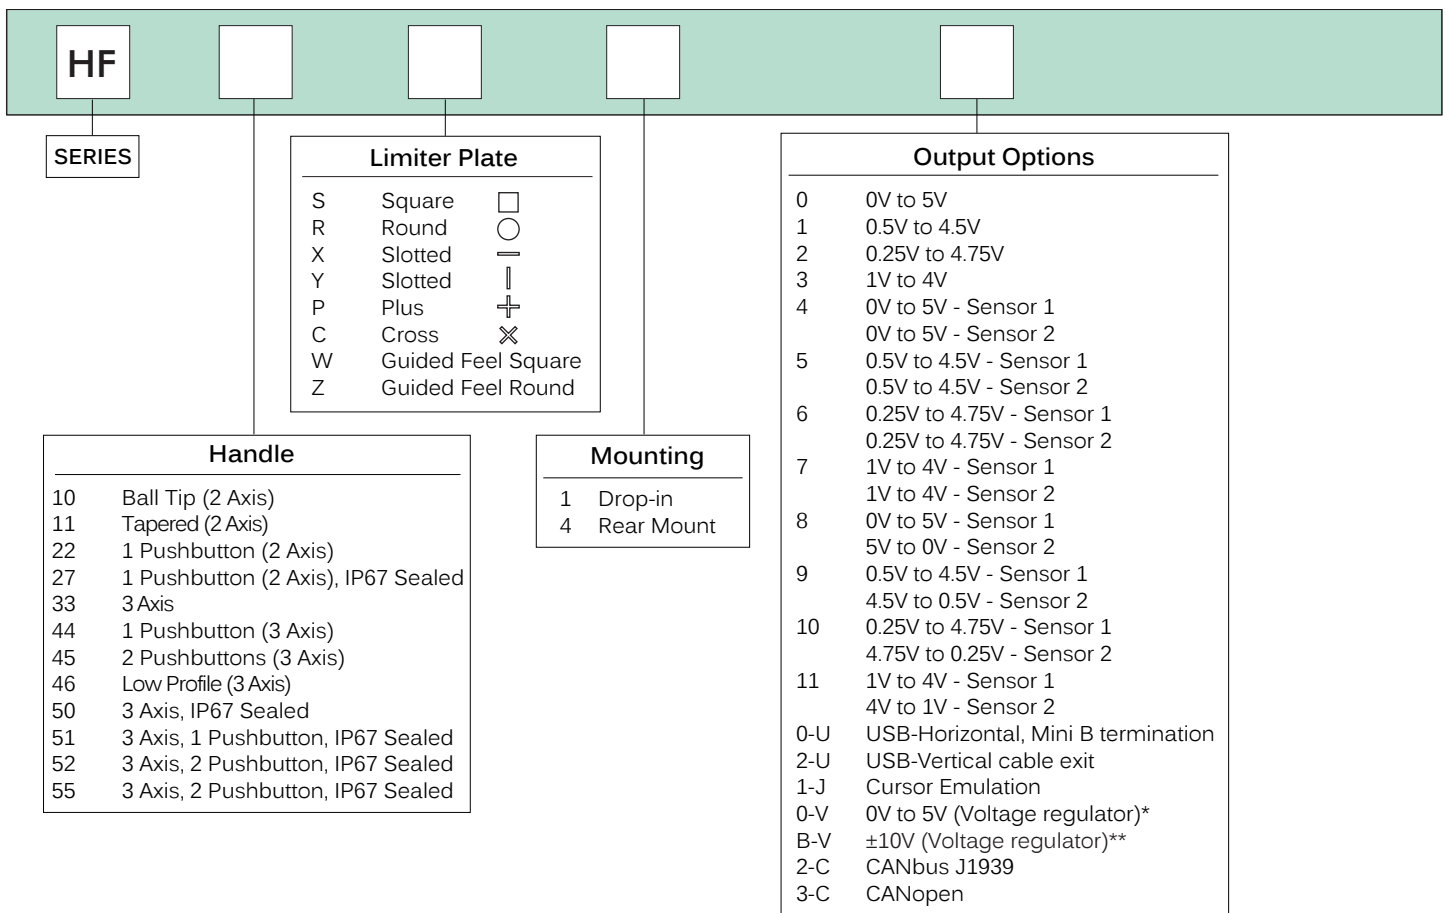 HF
SERIES
Limiter Plate
S Square
R Round
X Slotted
Y Slotted
P Plus
C Cross
W Guided Feel Square
Z Guided Feel Round
Handle
10 Ball Tip (2 Axis)
11 Tapered (2 Axis)
22 1 Pushbutton (2 Axis)
27 1 Pushbutton (2 Axis), IP67 Sealed
33 3 Axis
44 1 Pushbutton (3 Axis)
45 2 Pushbuttons (3 Axis)
46 Low Profile (3 Axis)
50 3 Axis, IP67 Sealed
51 3 Axis, 1 Pushbutton, IP67 Sealed
52 3 Axis, 2 Pushbutton, IP67 Sealed
55 3 Axis, 2 Pushbutton, IP67 Sealed
Mounting
1 Drop-in
4 Rear Mount
Output Options
0 0V to 5V
1 0.5V to 4.5V
2 0.25V to 4.75V
3 1V to 4V
4 0V to 5V - Sensor 1
0V to 5V - Sensor 2
5 0.5V to 4.5V - Sensor 1
0.5V to 4.5V - Sensor 2
6 0.25V to 4.75V - Sensor 1
0.25V to 4.75V - Sensor 2
7 1V to 4V - Sensor 1
1V to 4V - Sensor 2
8 0V to 5V - Sensor 1
5V to 0V - Sensor 2
9 0.5V to 4.5V - Sensor 1
4.5V to 0.5V - Sensor 2
10 0.25V to 4.75V - Sensor 1
4.75V to 0.25V - Sensor 2
11 1V to 4V - Sensor 1
4V to 1V - Sensor 2
0-U USB-Horizontal, Mini B termination
2-U USB-Vertical cable exit
1-J Cursor Emulation
0-V 0V to 5V (Voltage regulator)*
B-V ±10V (Voltage regulator)**
2-C CANbus J1939
3-C CANopen